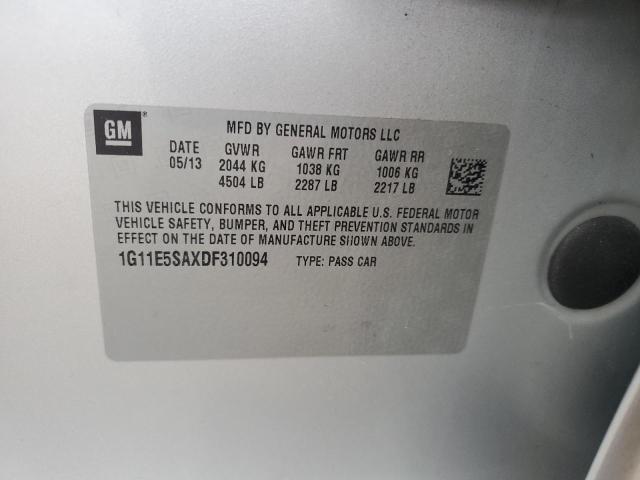 GM®
MFD BY GENERAL MOTORS LLC
DATE GVWR GAWR FRT GAWR RR
05/13 2044 KG 1038 KG 1006 KG
4504 LB 2287 LB 2217 LB
THIS VEHICLE CONFORMS TO ALL APPLICABLE U.S. FEDERAL MOTOR
VEHICLE SAFETY, BUMPER, AND THEFT PREVENTION STANDARDS IN
EFFECT ON THE DATE OF MANUFACTURE SHOWN ABOVE.
1G11E5SAXDF310094 TYPE: PASS CAR